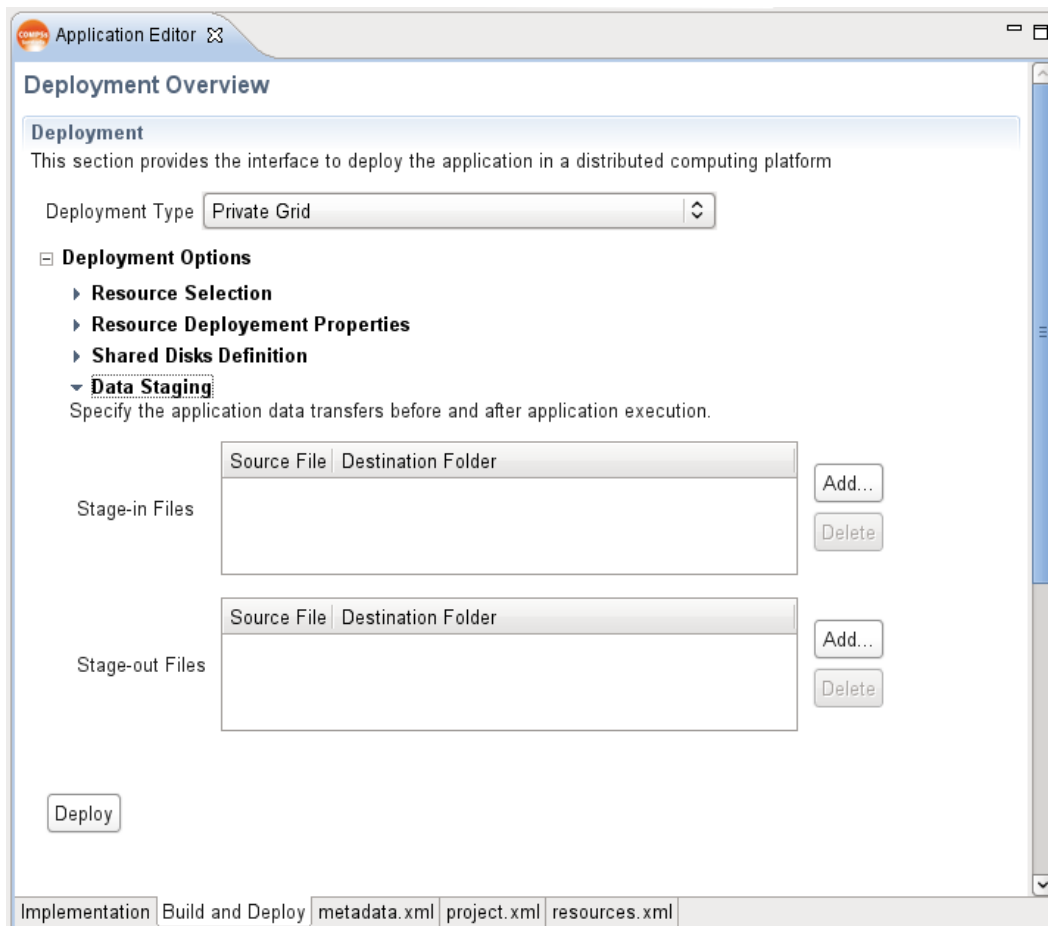 COMPSs Application Editor
Deployment Overview
Deployment
This section provides the interface to deploy the application in a distributed computing platform
Deployment Type Private Grid
Deployment Options
Resource Selection
Resource Deployement Properties
Shared Disks Definition
Data Staging
Specify the application data transfers before and after application execution.
Source File Destination Folder
Stage-in Files
Add...
Delete
Source File Destination Folder
Stage-out Files
Add...
Delete
Deploy
Implementation Build and Deploy metadata.xml project.xml resources.xml